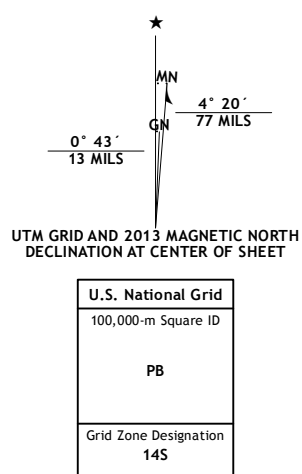 ★
MN
4° 20´
77 MILS
GN
0° 43´
13 MILS
UTM GRID AND 2013 MAGNETIC NORTH
DECLINATION AT CENTER OF SHEET
U.S. National Grid
100,000-m Square ID
PB
Grid Zone Designation
14S